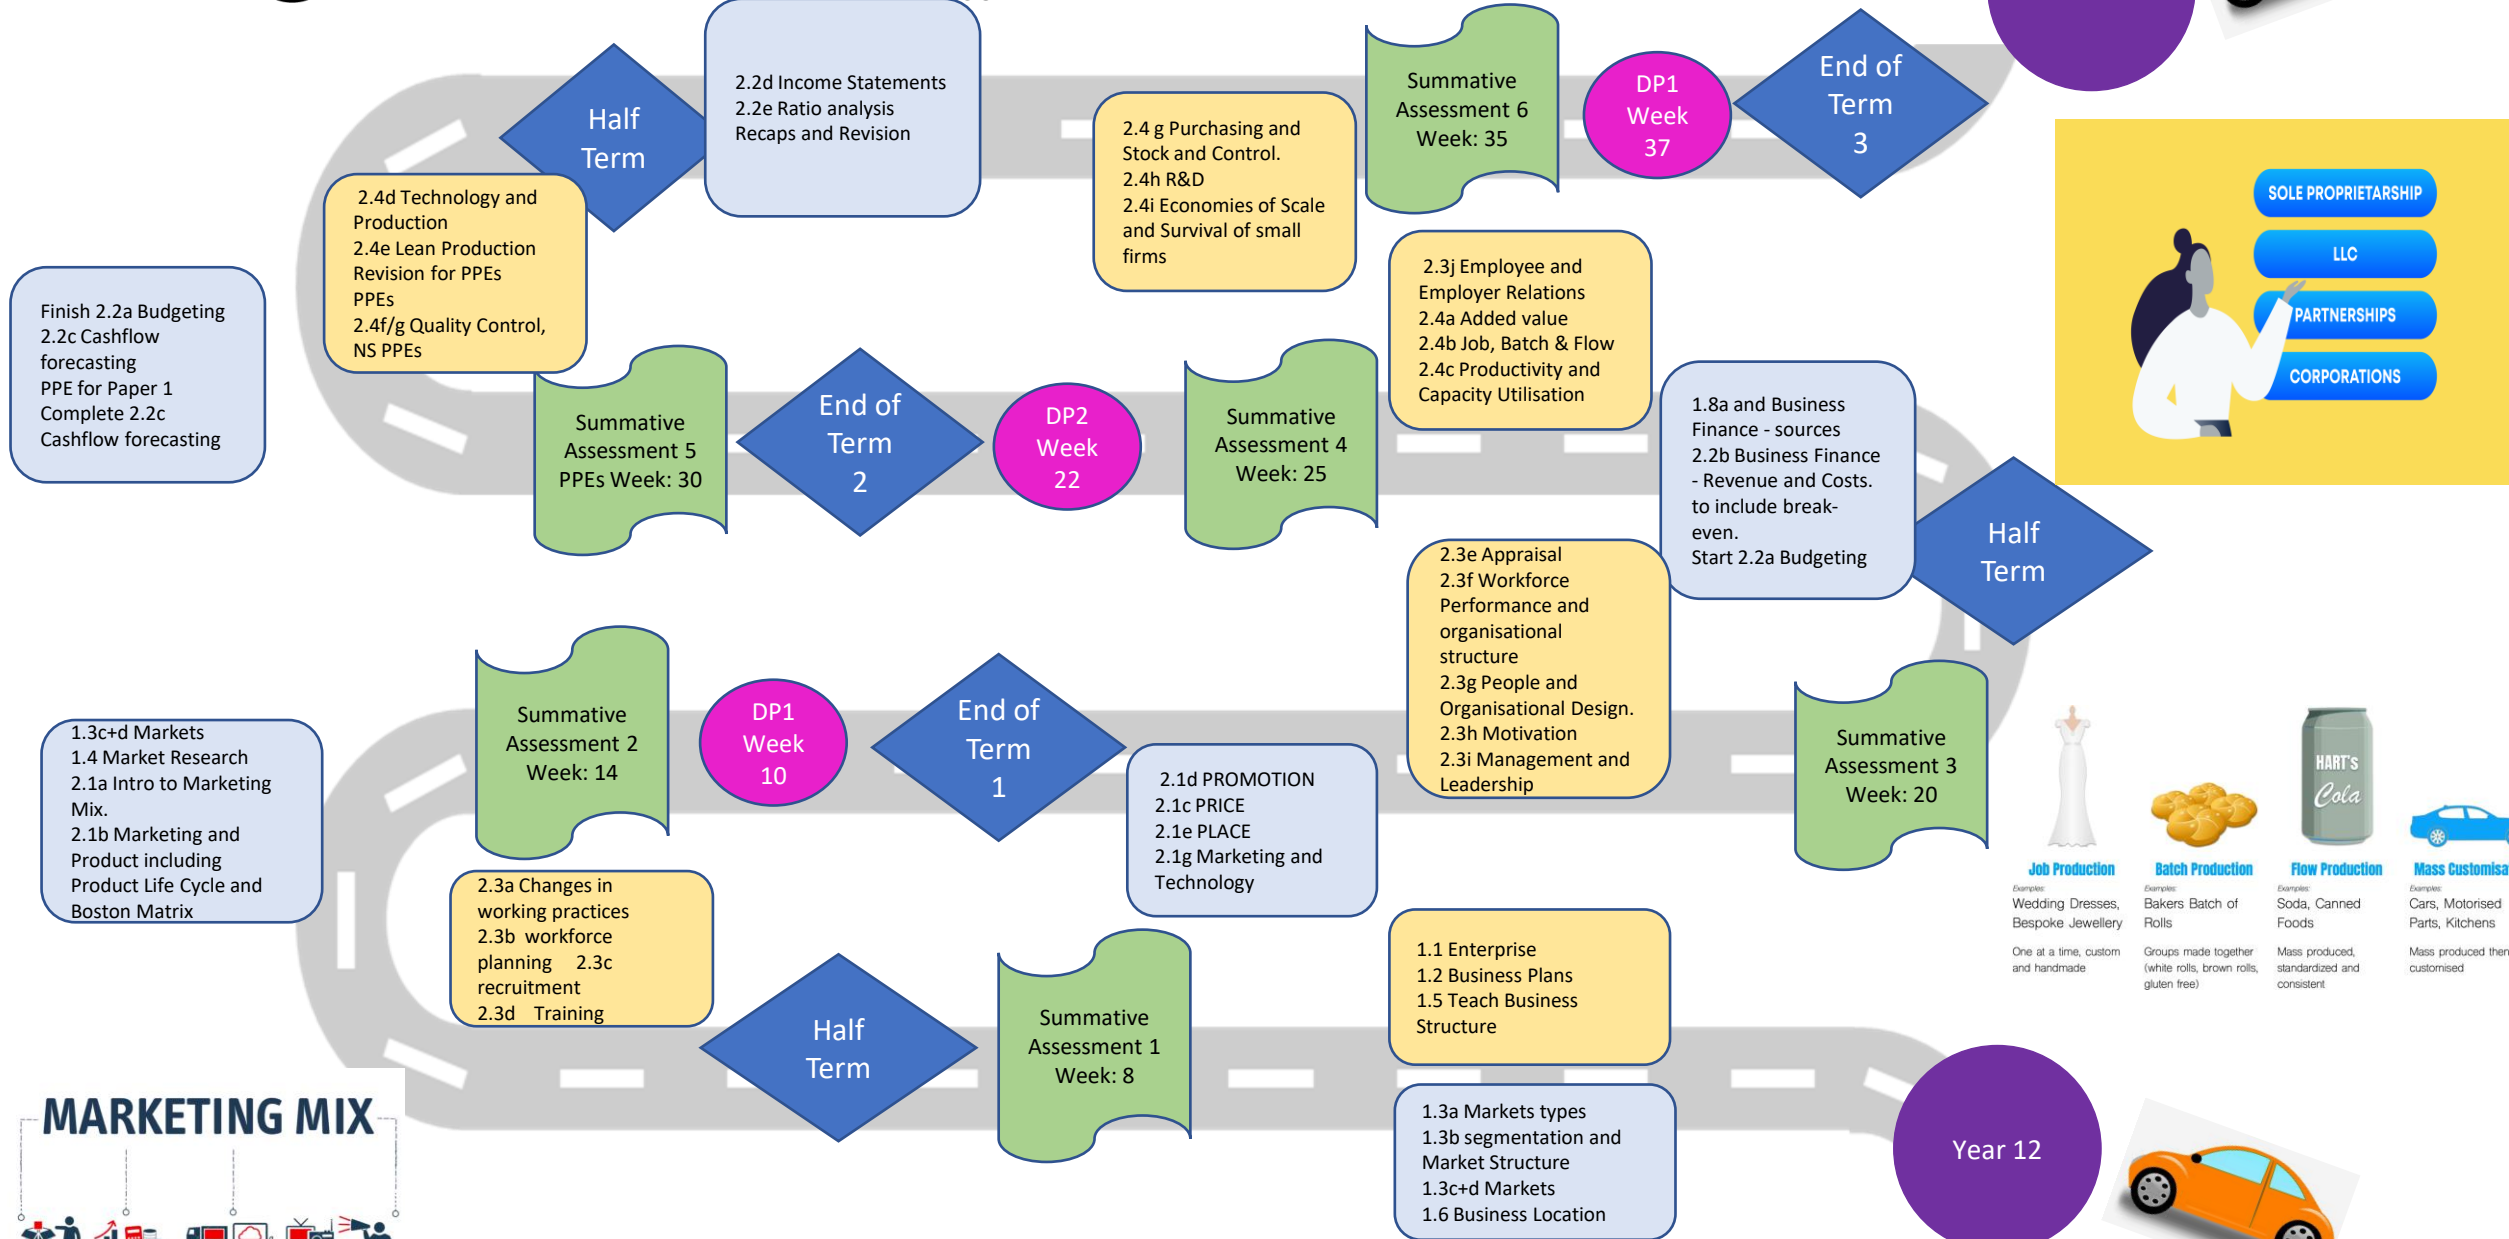 2.2d Income Statements
2.2e Ratio analysis
Recaps and Revision
Half
Term
2.4 g Purchasing and
Stock and Control.
2.4h R&D
2.4i Economies of Scale
and Survival of small
firms
Summative
Assessment 6
Week: 35
DP1
Week
37
End of
Term
3
2.4d Technology and
Production
2.4e Lean Production
Revision for PPEs
PPEs
2.4f/g Quality Control,
NS PPEs
Finish 2.2a Budgeting
2.2c Cashflow
forecasting
PPE for Paper 1
Complete 2.2c
Cashflow forecasting
Summative
Assessment 5
PPEs Week: 30
End of
Term
2
DP2
Week
22
Summative
Assessment 4
Week: 25
2.3j Employee and
Employer Relations
2.4a Added value
2.4b Job, Batch & Flow
2.4c Productivity and
Capacity Utilisation
1.8a and Business
Finance - sources
2.2b Business Finance
- Revenue and Costs.
to include break-
even.
Start 2.2a Budgeting
Half
Term
SOLE PROPRIETARSHIP
LLC
PARTNERSHIPS
CORPORATIONS
2.3e Appraisal
2.3f Workforce
Performance and
organisational
structure
2.3g People and
Organisational Design.
2.3h Motivation
2.3i Management and
Leadership
Summative
Assessment 3
Week: 20
1.3c+d Markets
1.4 Market Research
2.1a Intro to Marketing
Mix.
2.1b Marketing and
Product including
Product Life Cycle and
Boston Matrix
Summative
Assessment 2
Week: 14
DP1
Week
10
End of
Term
1
2.1d PROMOTION
2.1c PRICE
2.1e PLACE
2.1g Marketing and
Technology
HART's
Cola
Job Production
Examples:
Wedding Dresses,
Bespoke Jewellery
One at a time, custom
and handmade
Batch Production
Examples:
Bakers Batch of
Rolls
Groups made together
(white rolls, brown rolls,
gluten free)
Flow Production
Examples:
Soda, Canned
Foods
Mass produced,
standardized and
consistent
Mass Customisa
Examples:
Cars, Motorised
Parts, Kitchens
Mass produced then
customised
2.3a Changes in
working practices
2.3b workforce
planning 2.3c
recruitment
2.3d Training
Half
Term
Summative
Assessment 1
Week: 8
1.1 Enterprise
1.2 Business Plans
1.5 Teach Business
Structure
1.3a Markets types
1.3b segmentation and
Market Structure
1.3c+d Markets
1.6 Business Location
Year 12
MARKETING MIX